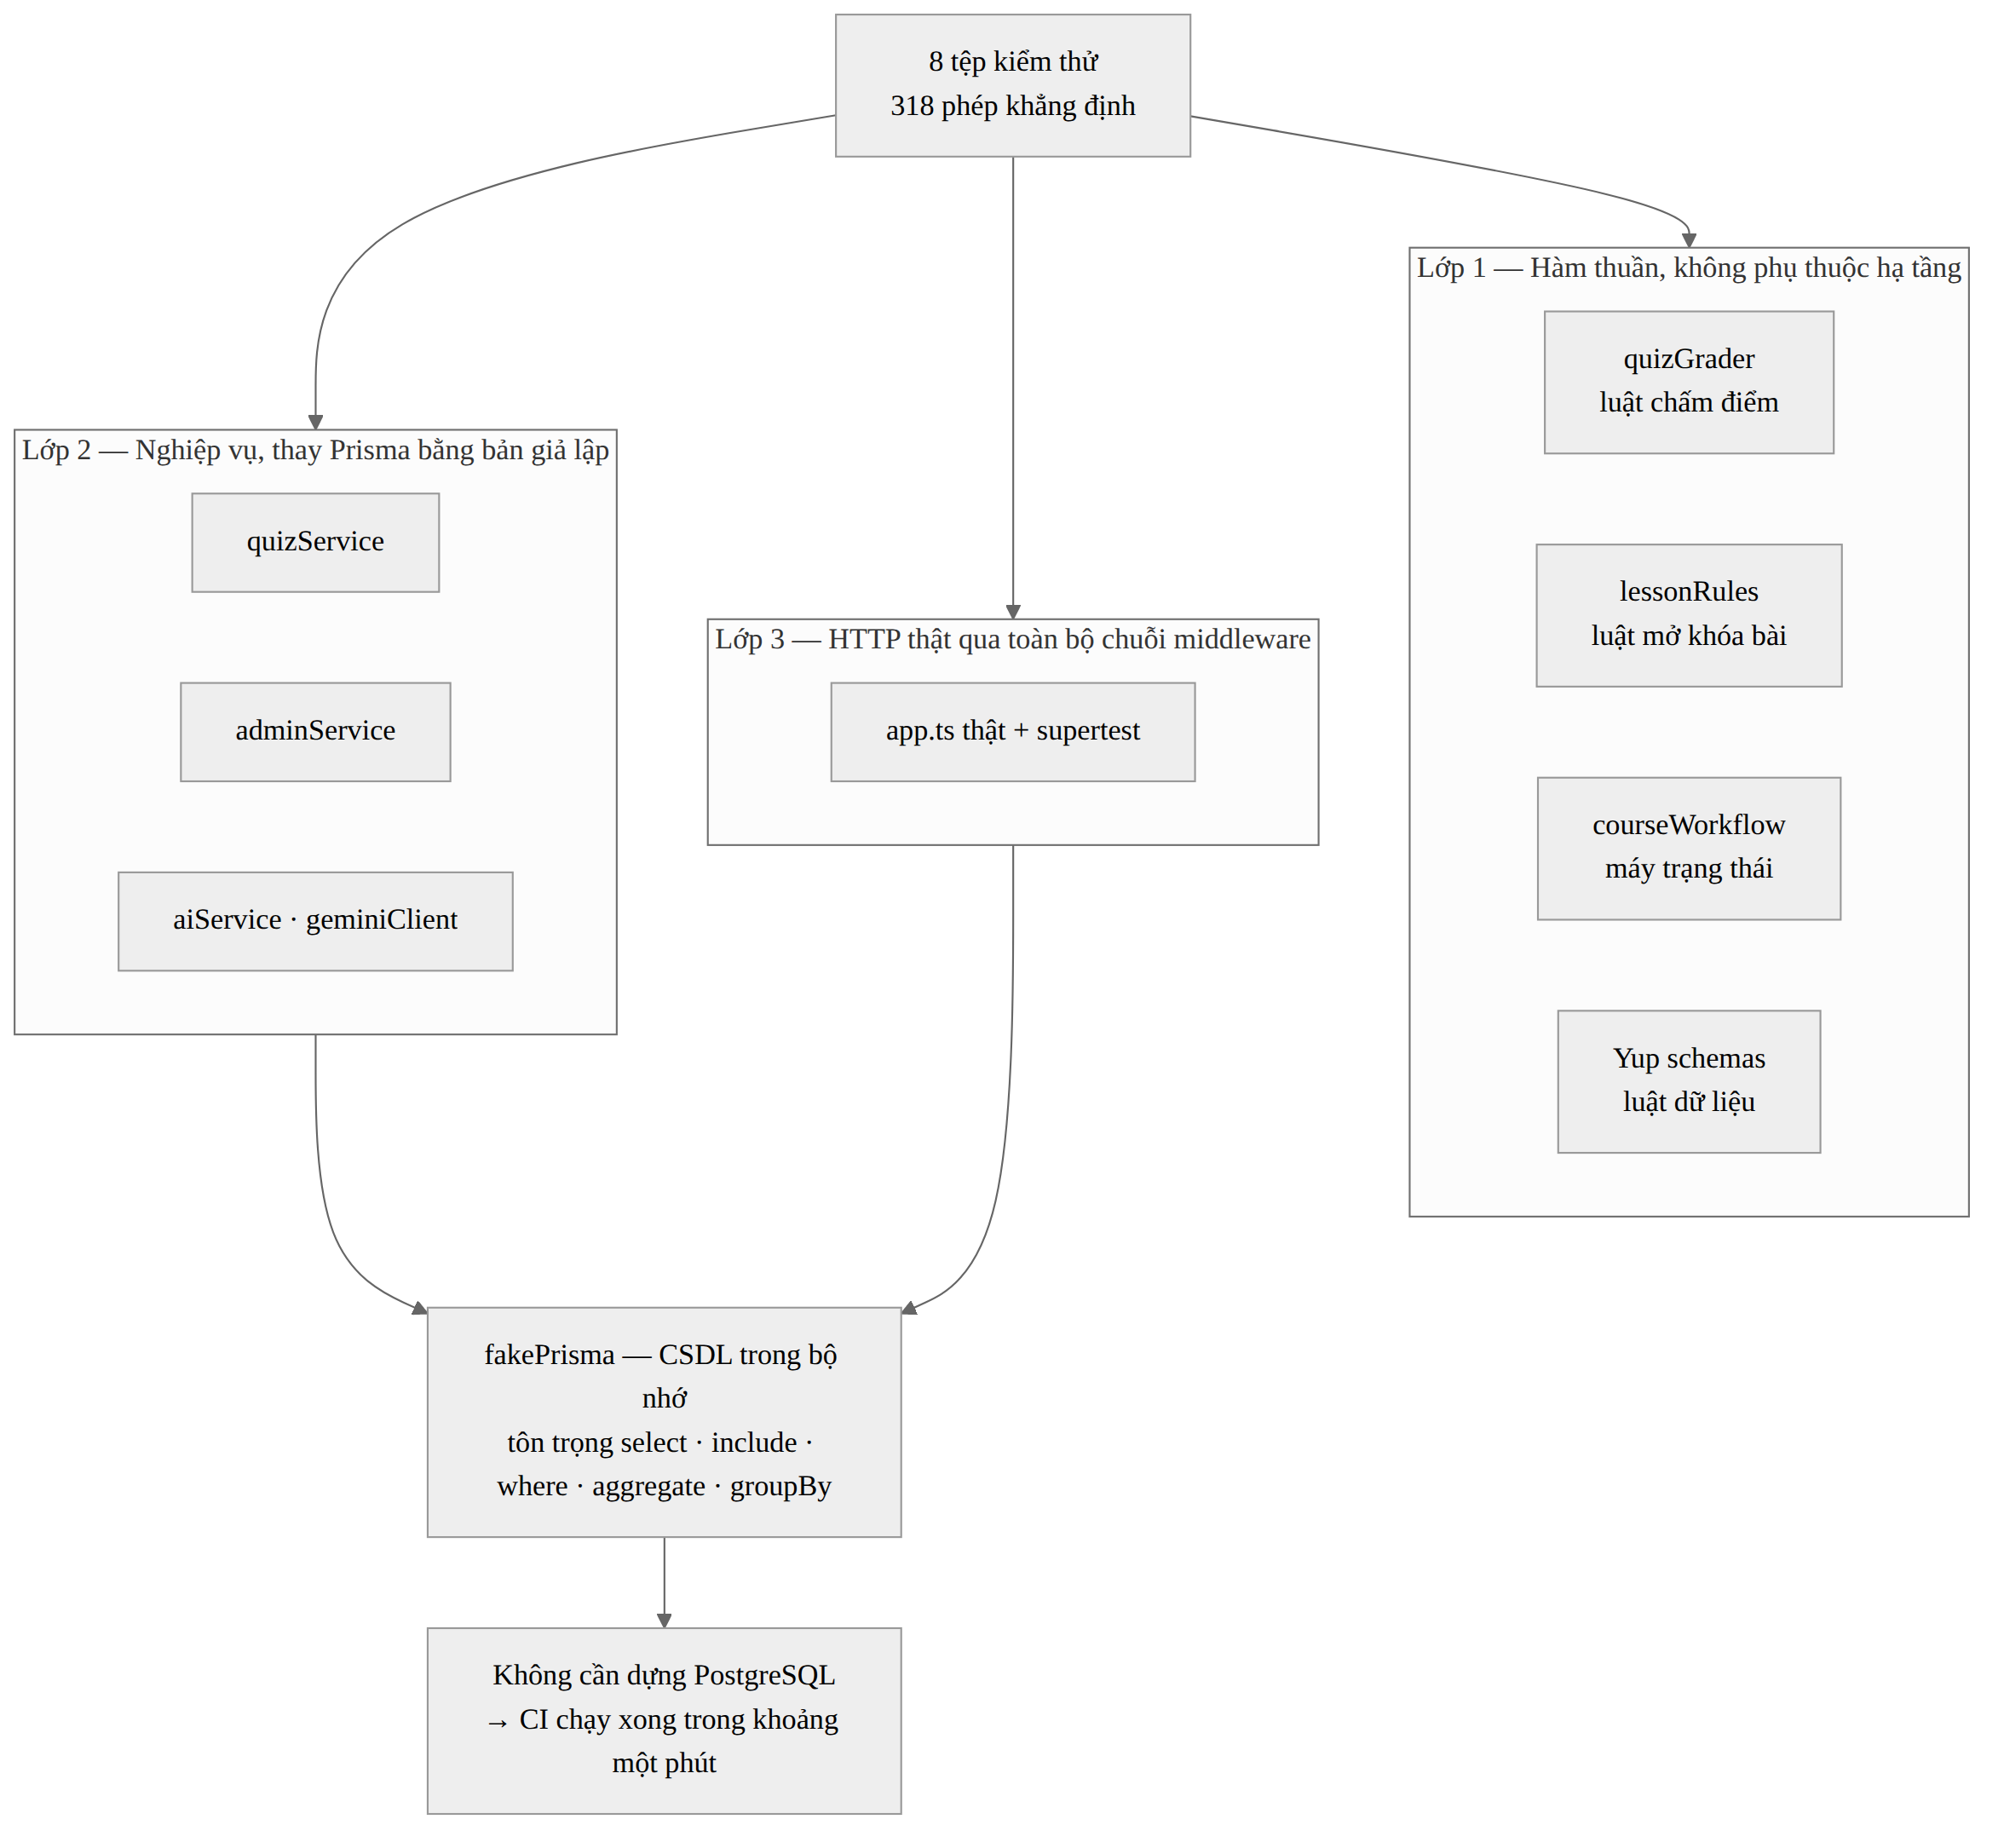 8 tệp kiểm thử
318 phép khẳng định
Lớp 1 — Hàm thuần, không phụ thuộc hạ tầng
quizGrader
luật chấm điểm
lessonRules
luật mở khóa bài
courseWorkflow
máy trạng thái
Yup schemas
luật dữ liệu
Lớp 2 — Nghiệp vụ, thay Prisma bằng bản giả lập
quizService
adminService
aiService · geminiClient
Lớp 3 — HTTP thật qua toàn bộ chuỗi middleware
app.ts thật + supertest
fakePrisma — CSDL trong bộ
nhớ
tôn trọng select · include ·
where · aggregate · groupBy
Không cần dựng PostgreSQL
→ CI chạy xong trong khoảng
một phút